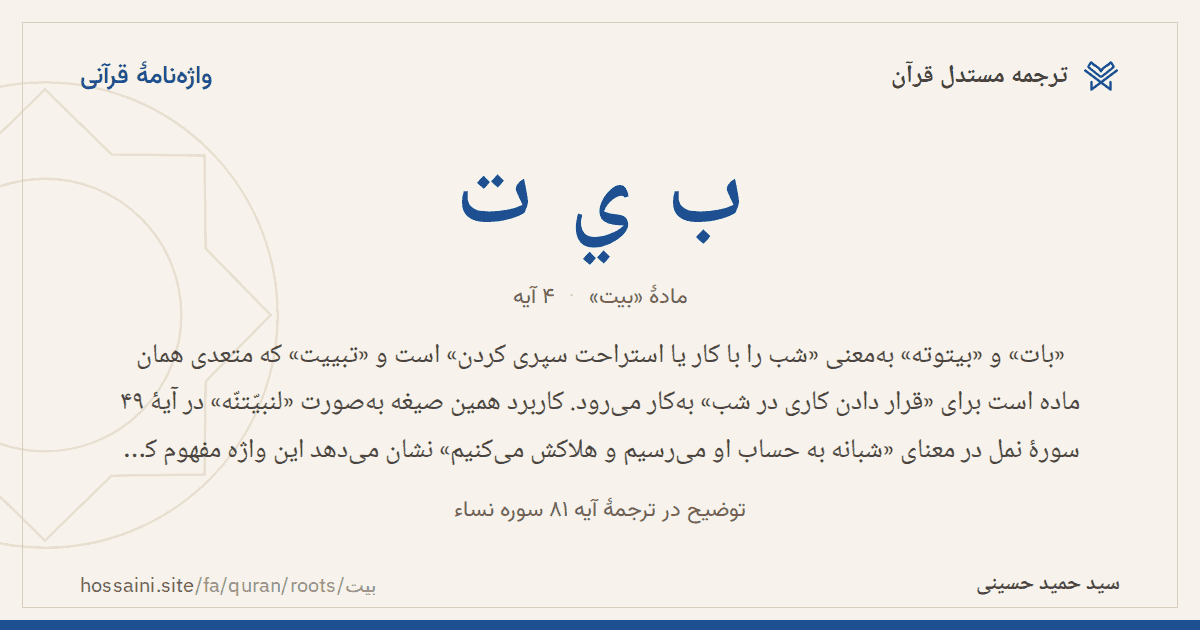 ترجمه مستدل قرآن
واژه‌نامهٔ قرآنی
ب ي ت
مادهٔ «بیت» · ۴ آیه
«بات» و «بیتوته» به‌معنی «شب را با کار یا استراحت سپری کردن» است و «تبییت» که متعدی همان
ماده است برای «قرار دادن کاری در شب» به‌کار می‌رود. کاربرد همین صیغه به‌صورت «لنبیّتنّه» در آیهٔ ۴۹
سورهٔ نمل در معنای «شبانه به حساب او می‌رسیم و هلاکش می‌کنیم» نشان می‌دهد این واژه مفهوم کـ...
توضیح در ترجمهٔ آیه ۸۱ سوره نساء
سید حمید حسینی
hossaini.site/fa/quran/roots/بیت